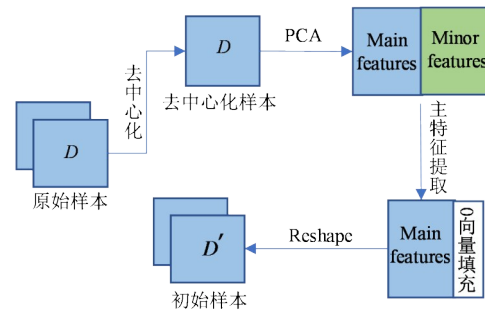 D
PCA
Main
features
Minor
features
去中心化
去中心化样本
D
原始样本
主特征提取
Main
features
0向量填充
Reshape
D′
初始样本